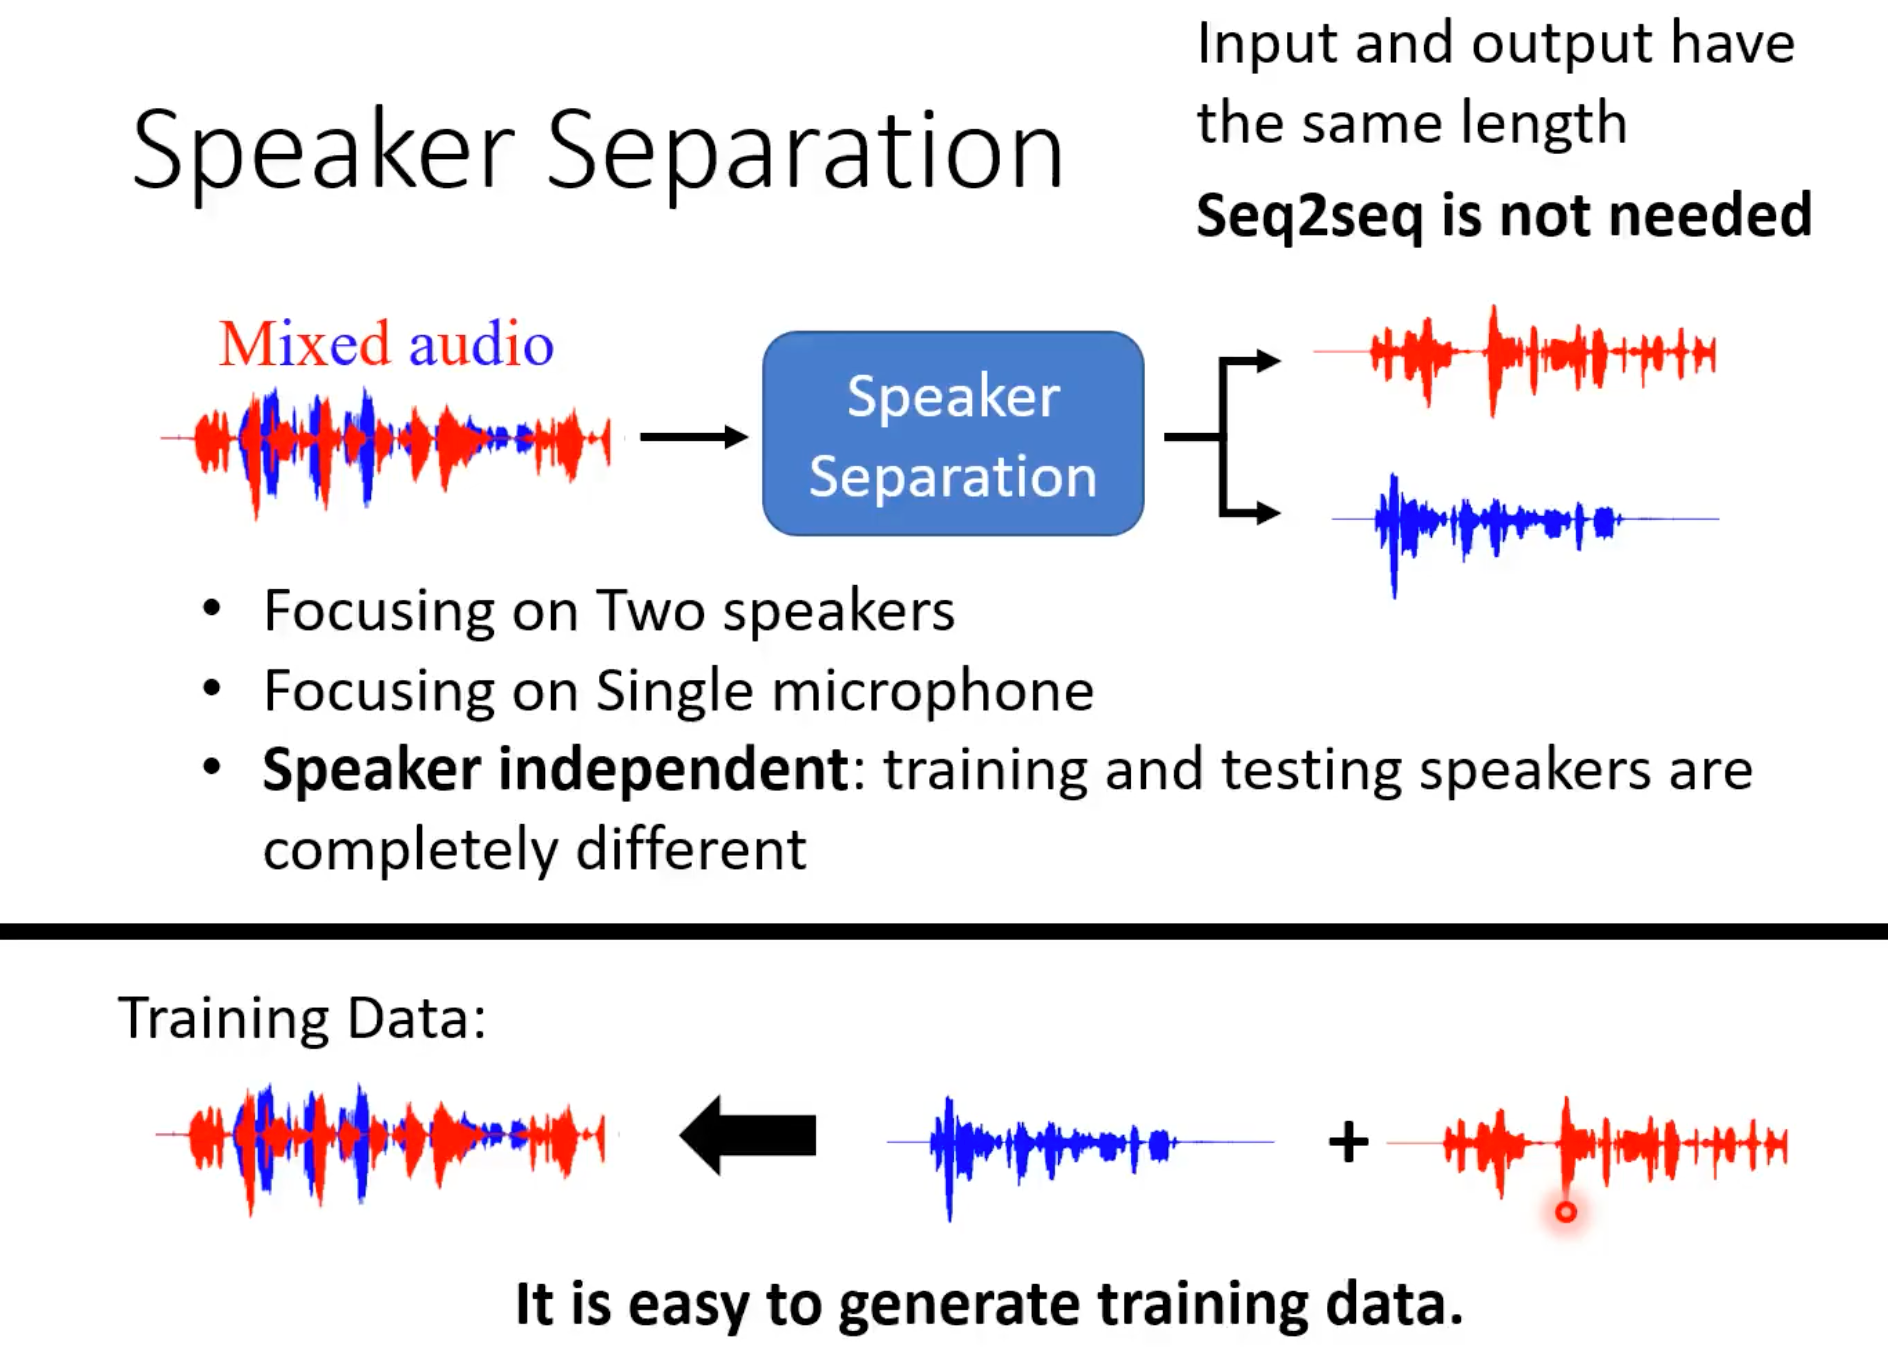 Input and output have
the same length
Speaker Separation
Seq2seq is not needed
Mixed audio
Speaker
Separation
• Focusing on Two speakers
• Focusing on Single microphone
• Speaker independent: training and testing speakers are
completely different
Training Data:
+
It is easy to generate training data.